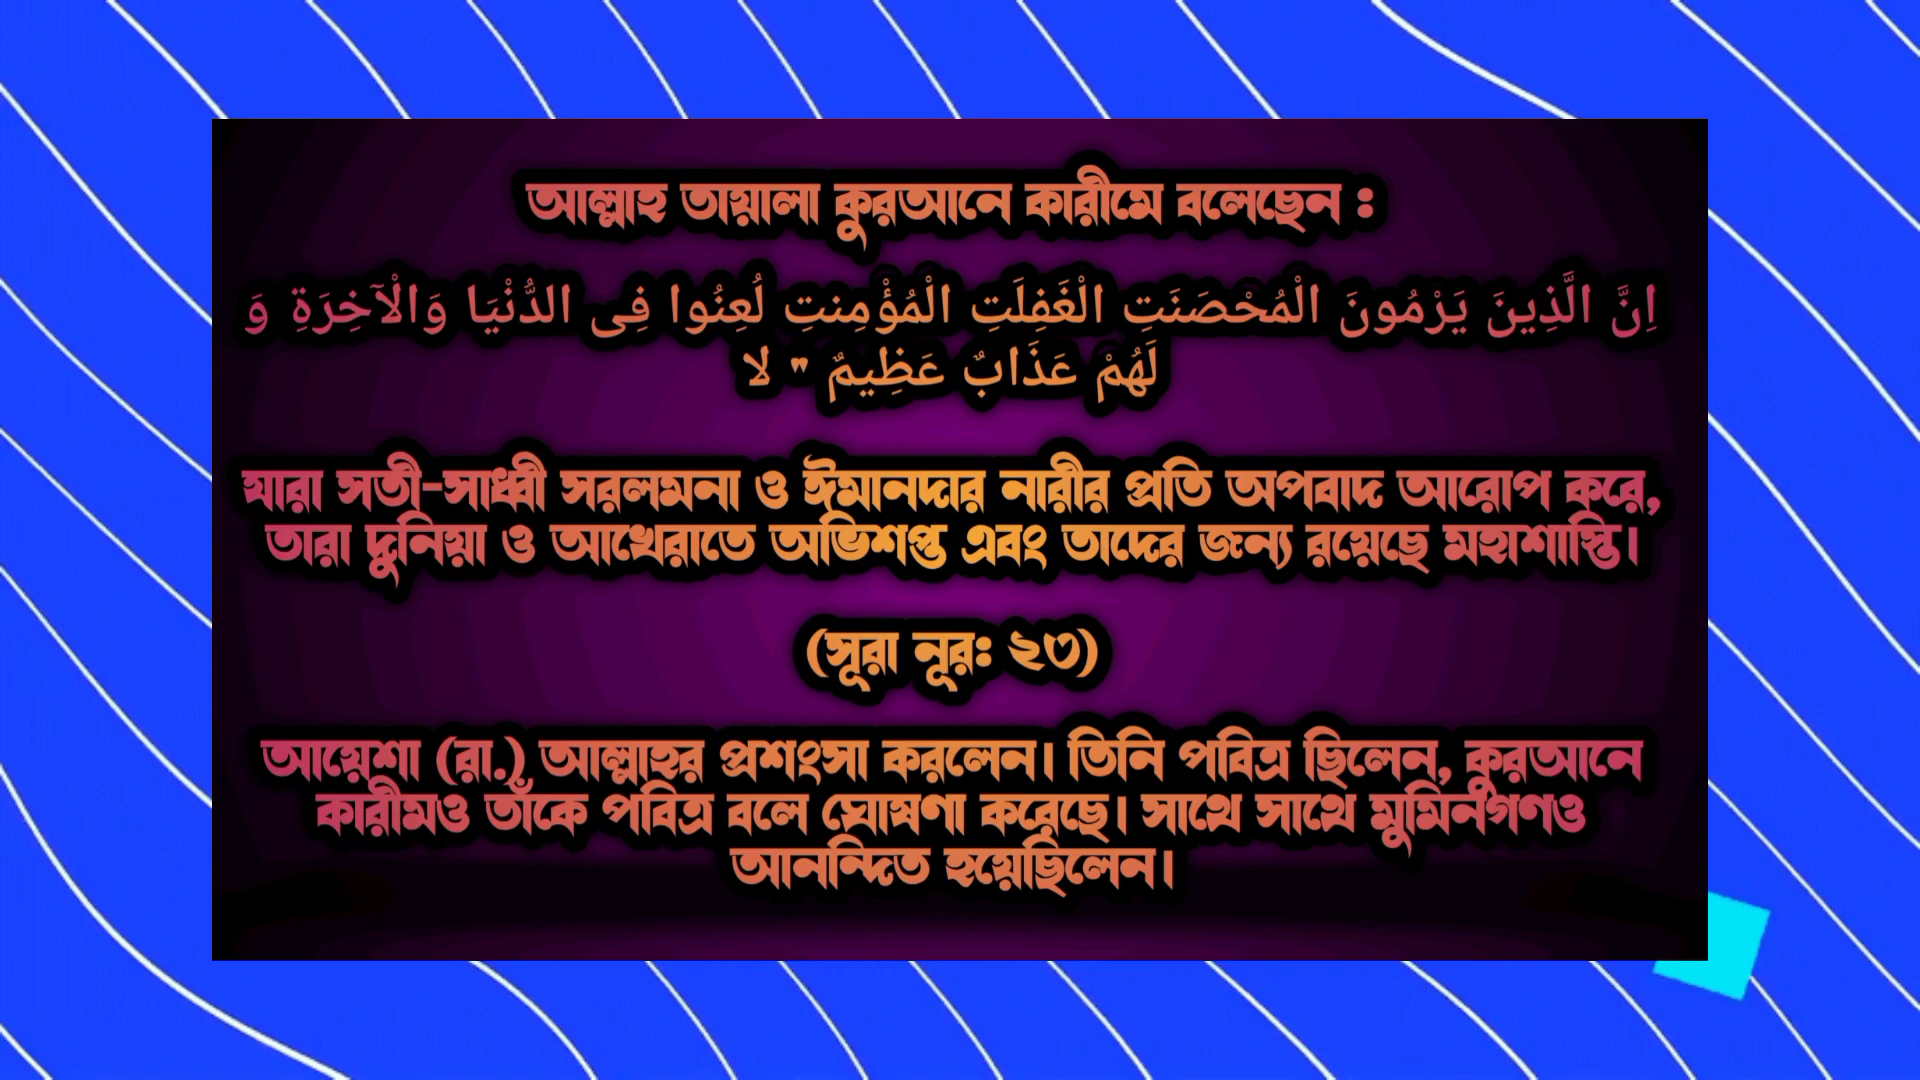 আল্লাহ তায়ালা কুরআনে কারীমে বলেছেন :
اِنَّ الَّذِينَ يَرْمُونَ الْمُحْصَنَتِ الْغَفِلَتِ الْمُؤْمِنتِ لُعِنُوا فِى الدُّنْيَا وَالْآخِرَةِ وَ
لَهُمْ عَذَابٌ عَظِيمٌ " لا
যারা সতী-সাধ্বী সরলমনা ও ঈমানদার নারীর প্রতি অপবাদ আরোপ করে,
তারা দুনিয়া ও আখেরাতে অভিশপ্ত এবং তাদের জন্য রয়েছে মহাশাস্তি।
(সূরা নূরঃ ২৩)
আয়েশা (রা.) আল্লাহর প্রশংসা করলেন। তিনি পবিত্র ছিলেন, কুরআনে
কারীমও তাঁকে পবিত্র বলে ঘোষণা করেছে। সাথে সাথে মুমিনগণও
আনন্দিত হয়েছিলেন।